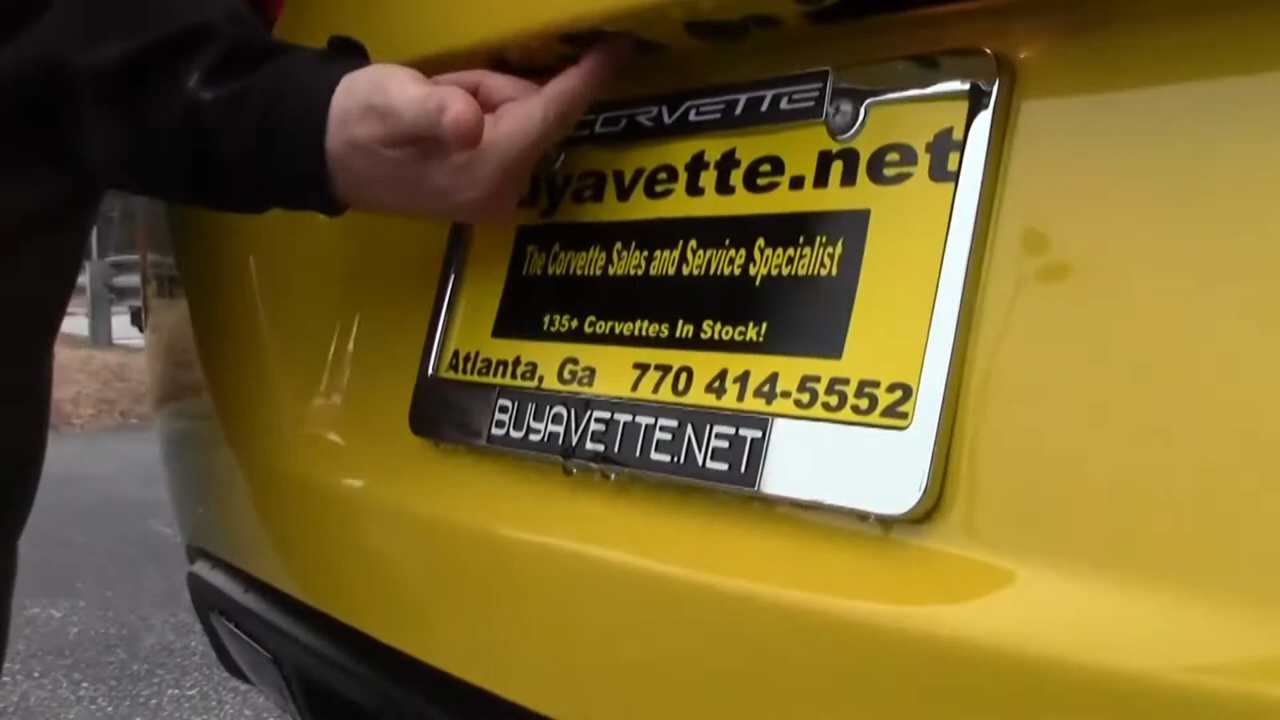 CORVETTE
uyavette.net
The Corvette Sales and Service Specialist
135+ Corvettes In Stock!
Atlanta, Ga 770 414-5552
BUYAVETTE.NET